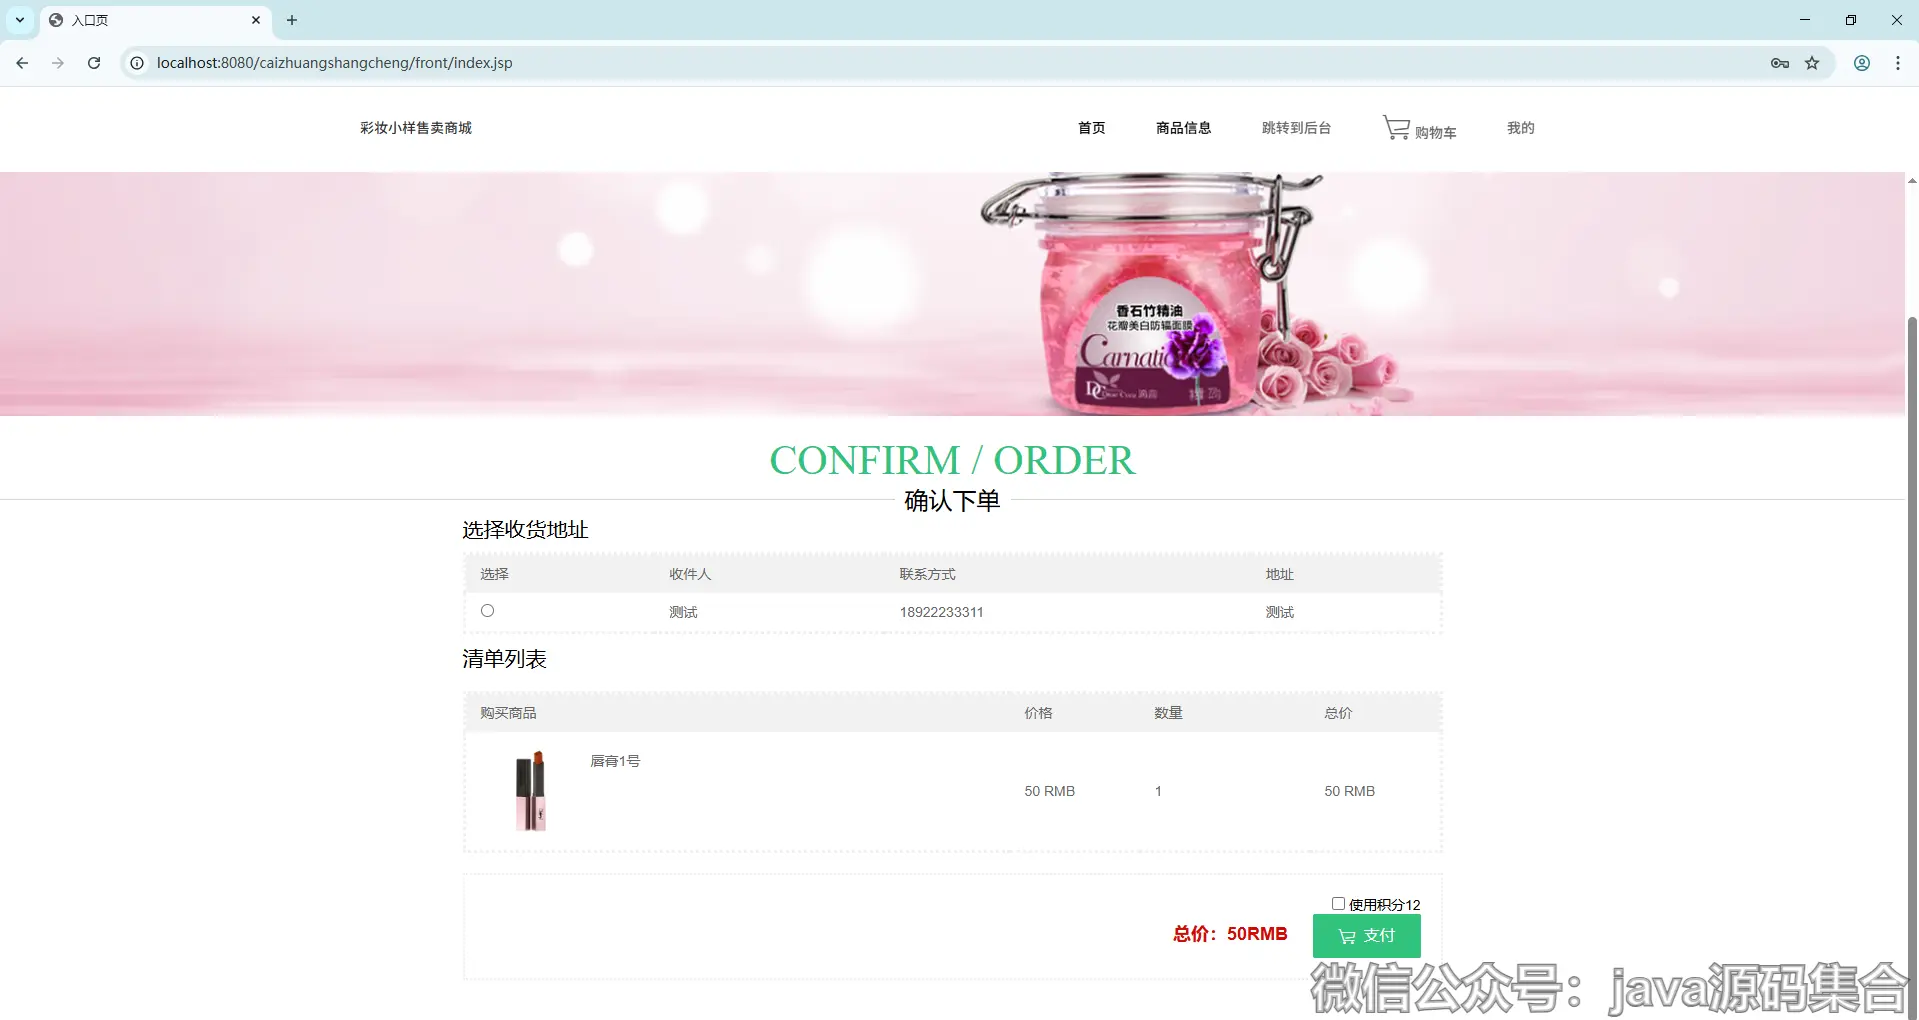 入口页
localhost:8080/caizhuangshangcheng/front/index.jsp
彩妆小样售卖商城
首页
商品信息
跳转到后台
购物车
我的
香石竹精油
花瓣美白防辐面膜
CONFIRM / ORDER
确认下单
选择收货地址
选择 收件人 联系方式 地址
测试 18922233311 测试
清单列表
购买商品 价格 数量 总价
唇膏1号
50 RMB 1 50 RMB
使用积分12
总价：50RMB
支付
微信公众号：java源码集合